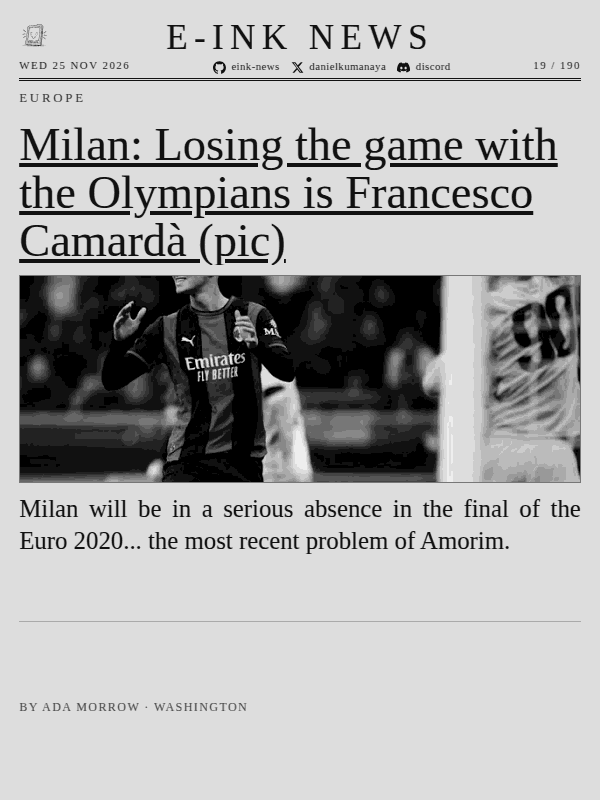 E-INK NEWS
WED 25 NOV 2026 eink-news danielkumanaya discord 19 / 190
EUROPE
Milan: Losing the game with
the Olympians is Francesco
Camardà (pic)
Emirates
FLY BETTER
Milan will be in a serious absence in the final of the
Euro 2020... the most recent problem of Amorim.
BY ADA MORROW · WASHINGTON